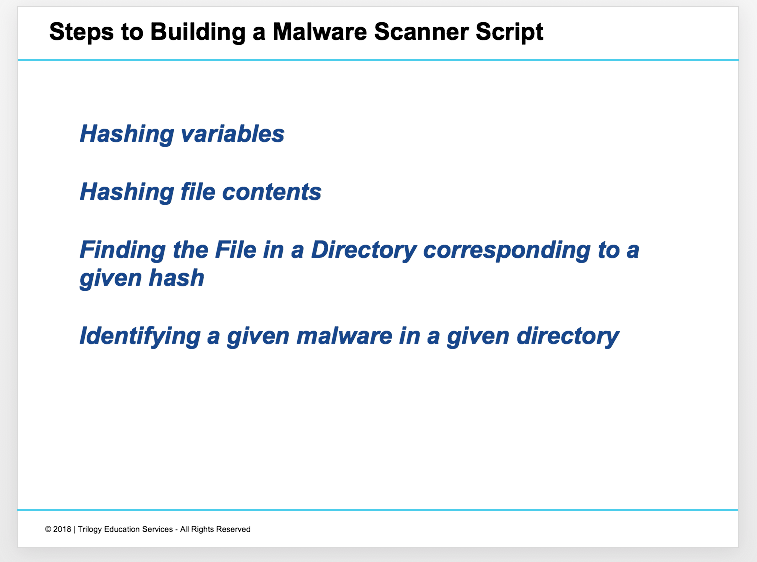 Steps to Building a Malware Scanner Script
Hashing variables
Hashing file contents
Finding the File in a Directory corresponding to a
given hash
Identifying a given malware in a given directory
© 2018 | Trilogy Education Services - All Rights Reserved